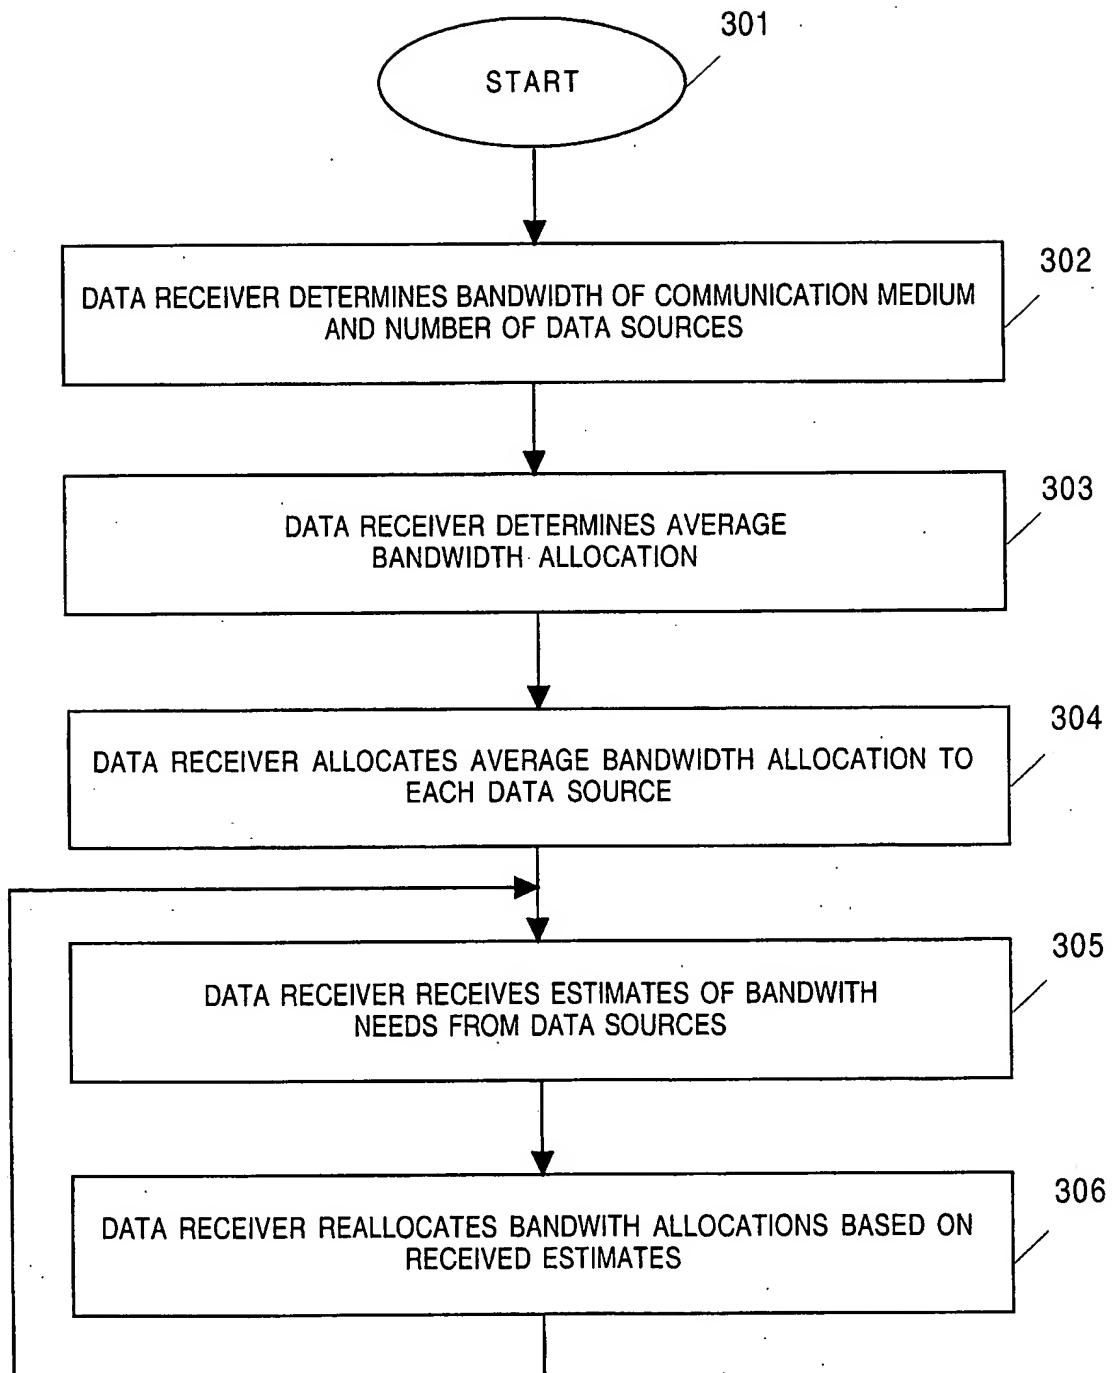 301
START
302
DATA RECEIVER DETERMINES BANDWIDTH OF COMMUNICATION MEDIUM
AND NUMBER OF DATA SOURCES
303
DATA RECEIVER DETERMINES AVERAGE
BANDWIDTH ALLOCATION
304
DATA RECEIVER ALLOCATES AVERAGE BANDWIDTH ALLOCATION TO
EACH DATA SOURCE
305
DATA RECEIVER RECEIVES ESTIMATES OF BANDWITH
NEEDS FROM DATA SOURCES
306
DATA RECEIVER REALLOCATES BANDWITH ALLOCATIONS BASED ON
RECEIVED ESTIMATES